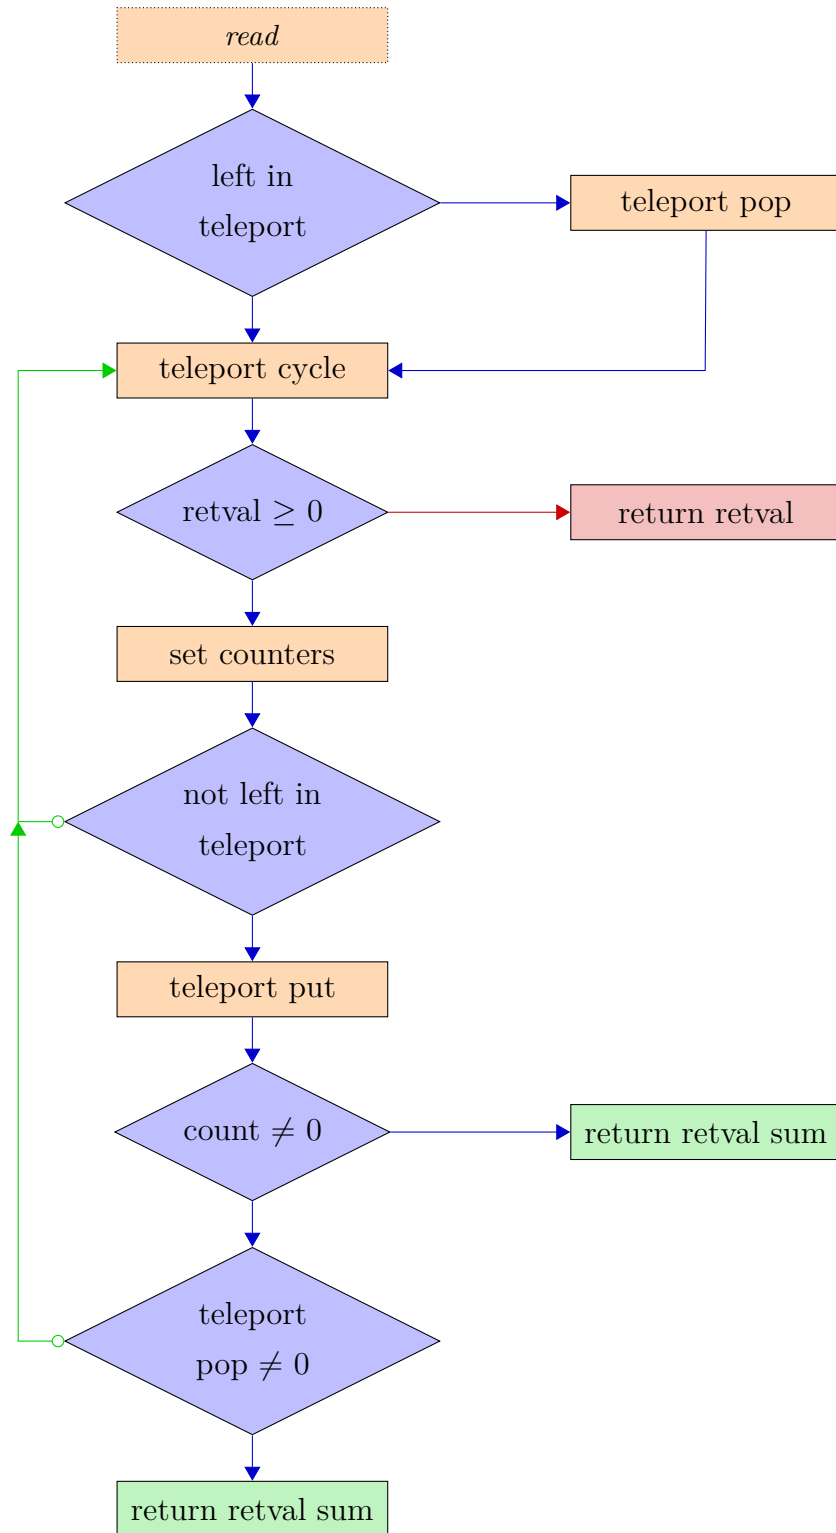 read
left in
teleport
teleport pop
teleport cycle
retval ≥ 0
return retval
set counters
not left in
teleport
teleport put
count ≠ 0
return retval sum
teleport
pop ≠ 0
return retval sum